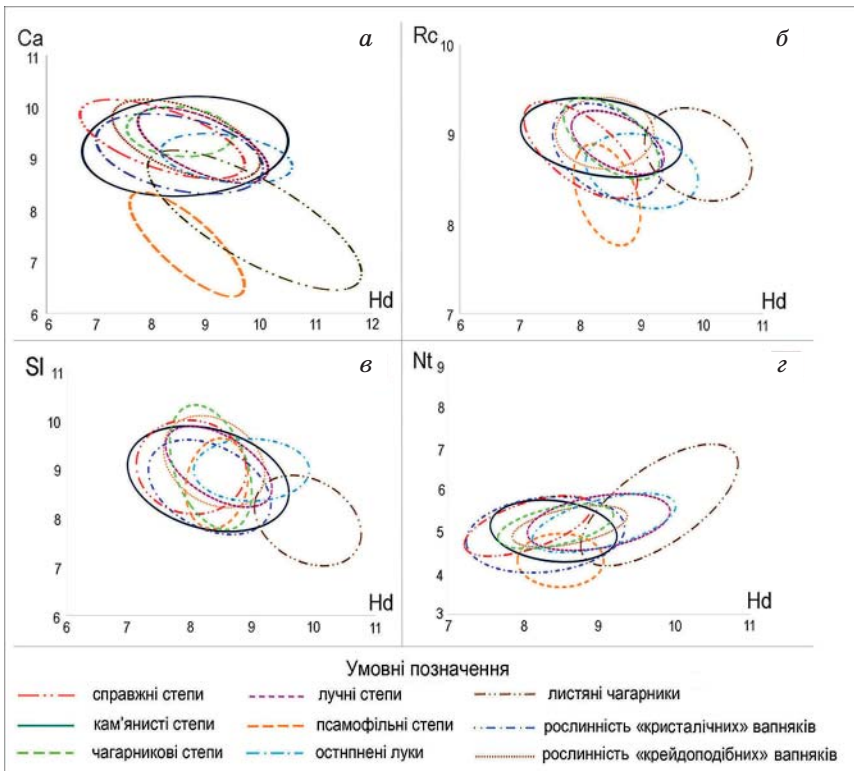 Ca а
11
10
9
8
7
6
6 7 8 9 10 11 12
Hd
Rc б
10
9
8
7
6 7 8 9 10 11
Hd
Sl в
11
10
9
8
7
6
6 7 8 9 10 11
Hd
Nt г
9
8
7
6
5
4
3
7 8 9 10 11
Hd
Умовні позначення
справжні степи
лучні степи
листяні чагарники
кам'янисті степи
псамофільні степи
рослинність «кристалічних» вапняків
чагарникові степи
остнпнені луки
рослинність «крейдоподібних» вапняків